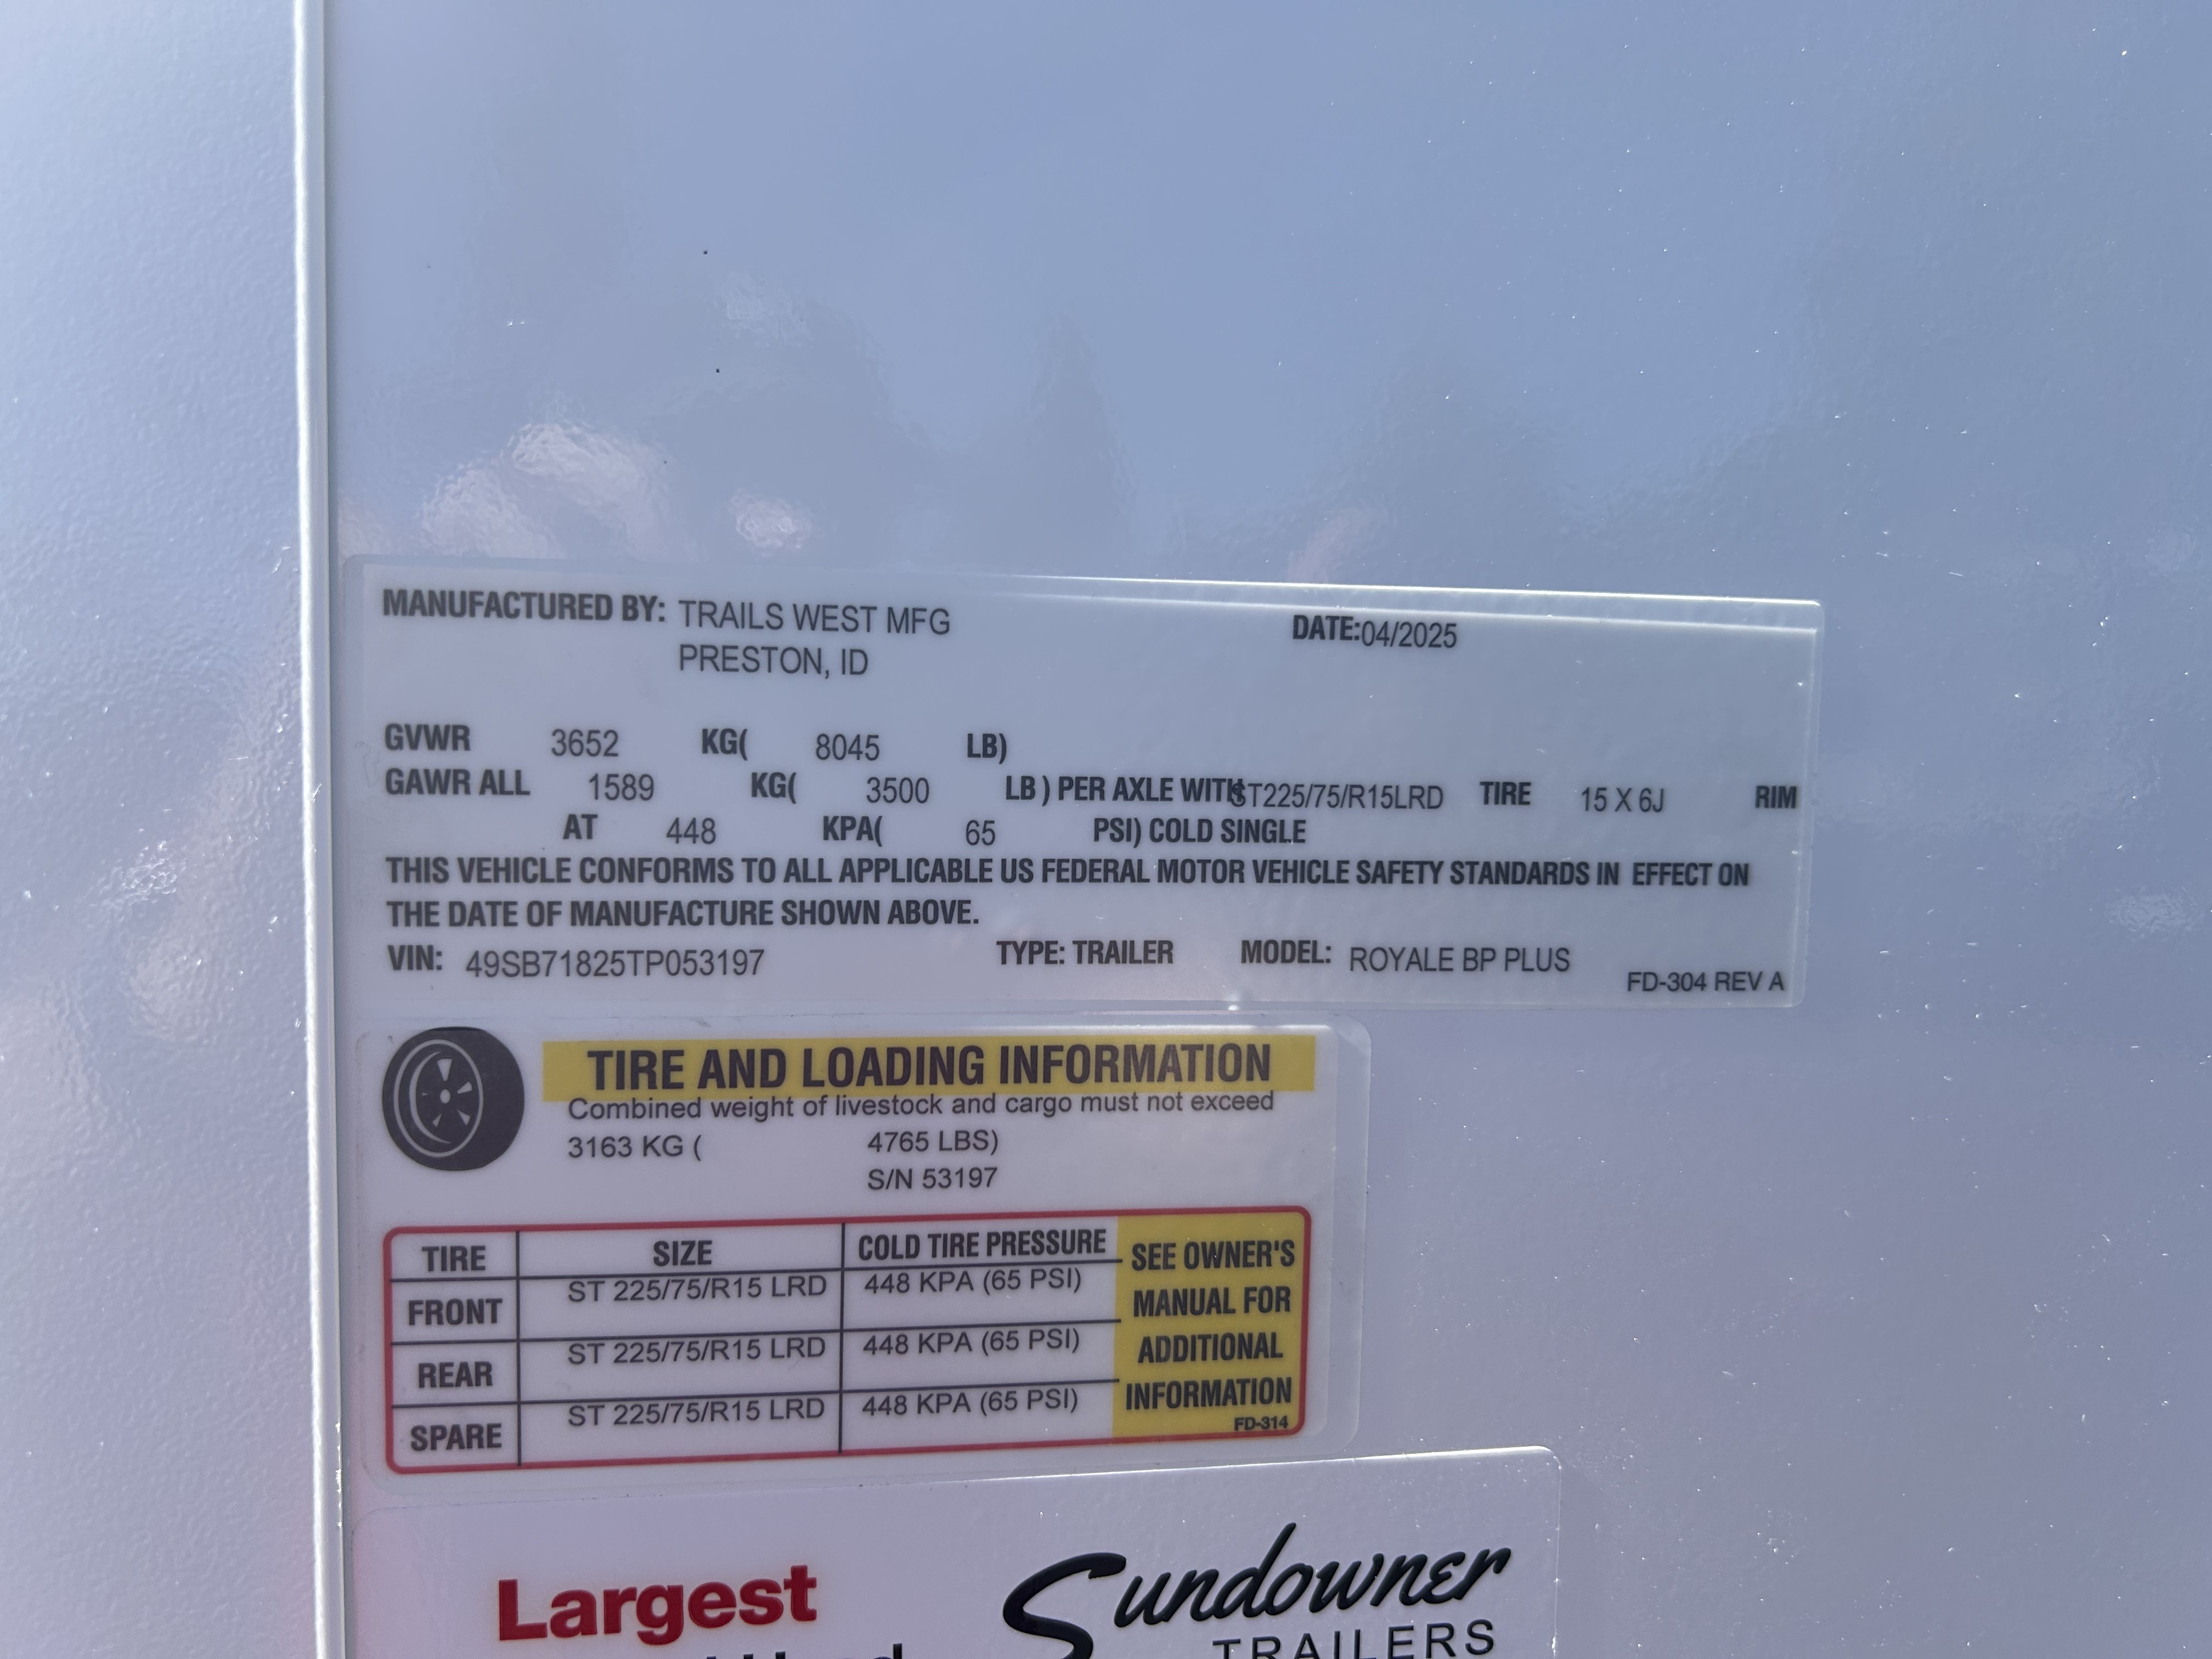 MANUFACTURED BY: TRAILS WEST MFG DATE:04/2025
PRESTON, ID
GVWR 3652 KG( 8045 LB)
GAWR ALL 1589 KG( 3500 LB ) PER AXLE WITH ST225/75/R15LRD TIRE 15 X 6J RIM
AT 448 KPA( 65 PSI) COLD SINGLE
THIS VEHICLE CONFORMS TO ALL APPLICABLE US FEDERAL MOTOR VEHICLE SAFETY STANDARDS IN EFFECT ON
THE DATE OF MANUFACTURE SHOWN ABOVE.
VIN: 49SB71825TP053197 TYPE: TRAILER MODEL: ROYALE BP PLUS
FD-304 REV A
TIRE AND LOADING INFORMATION
Combined weight of livestock and cargo must not exceed
3163 KG ( 4765 LBS)
S/N 53197
TIRE SIZE COLD TIRE PRESSURE
FRONT ST 225/75/R15 LRD 448 KPA (65 PSI)
REAR ST 225/75/R15 LRD 448 KPA (65 PSI)
SPARE ST 225/75/R15 LRD 448 KPA (65 PSI)
SEE OWNER'S
MANUAL FOR
ADDITIONAL
INFORMATION
FD-314
Largest
Sundowner
TRAILERS